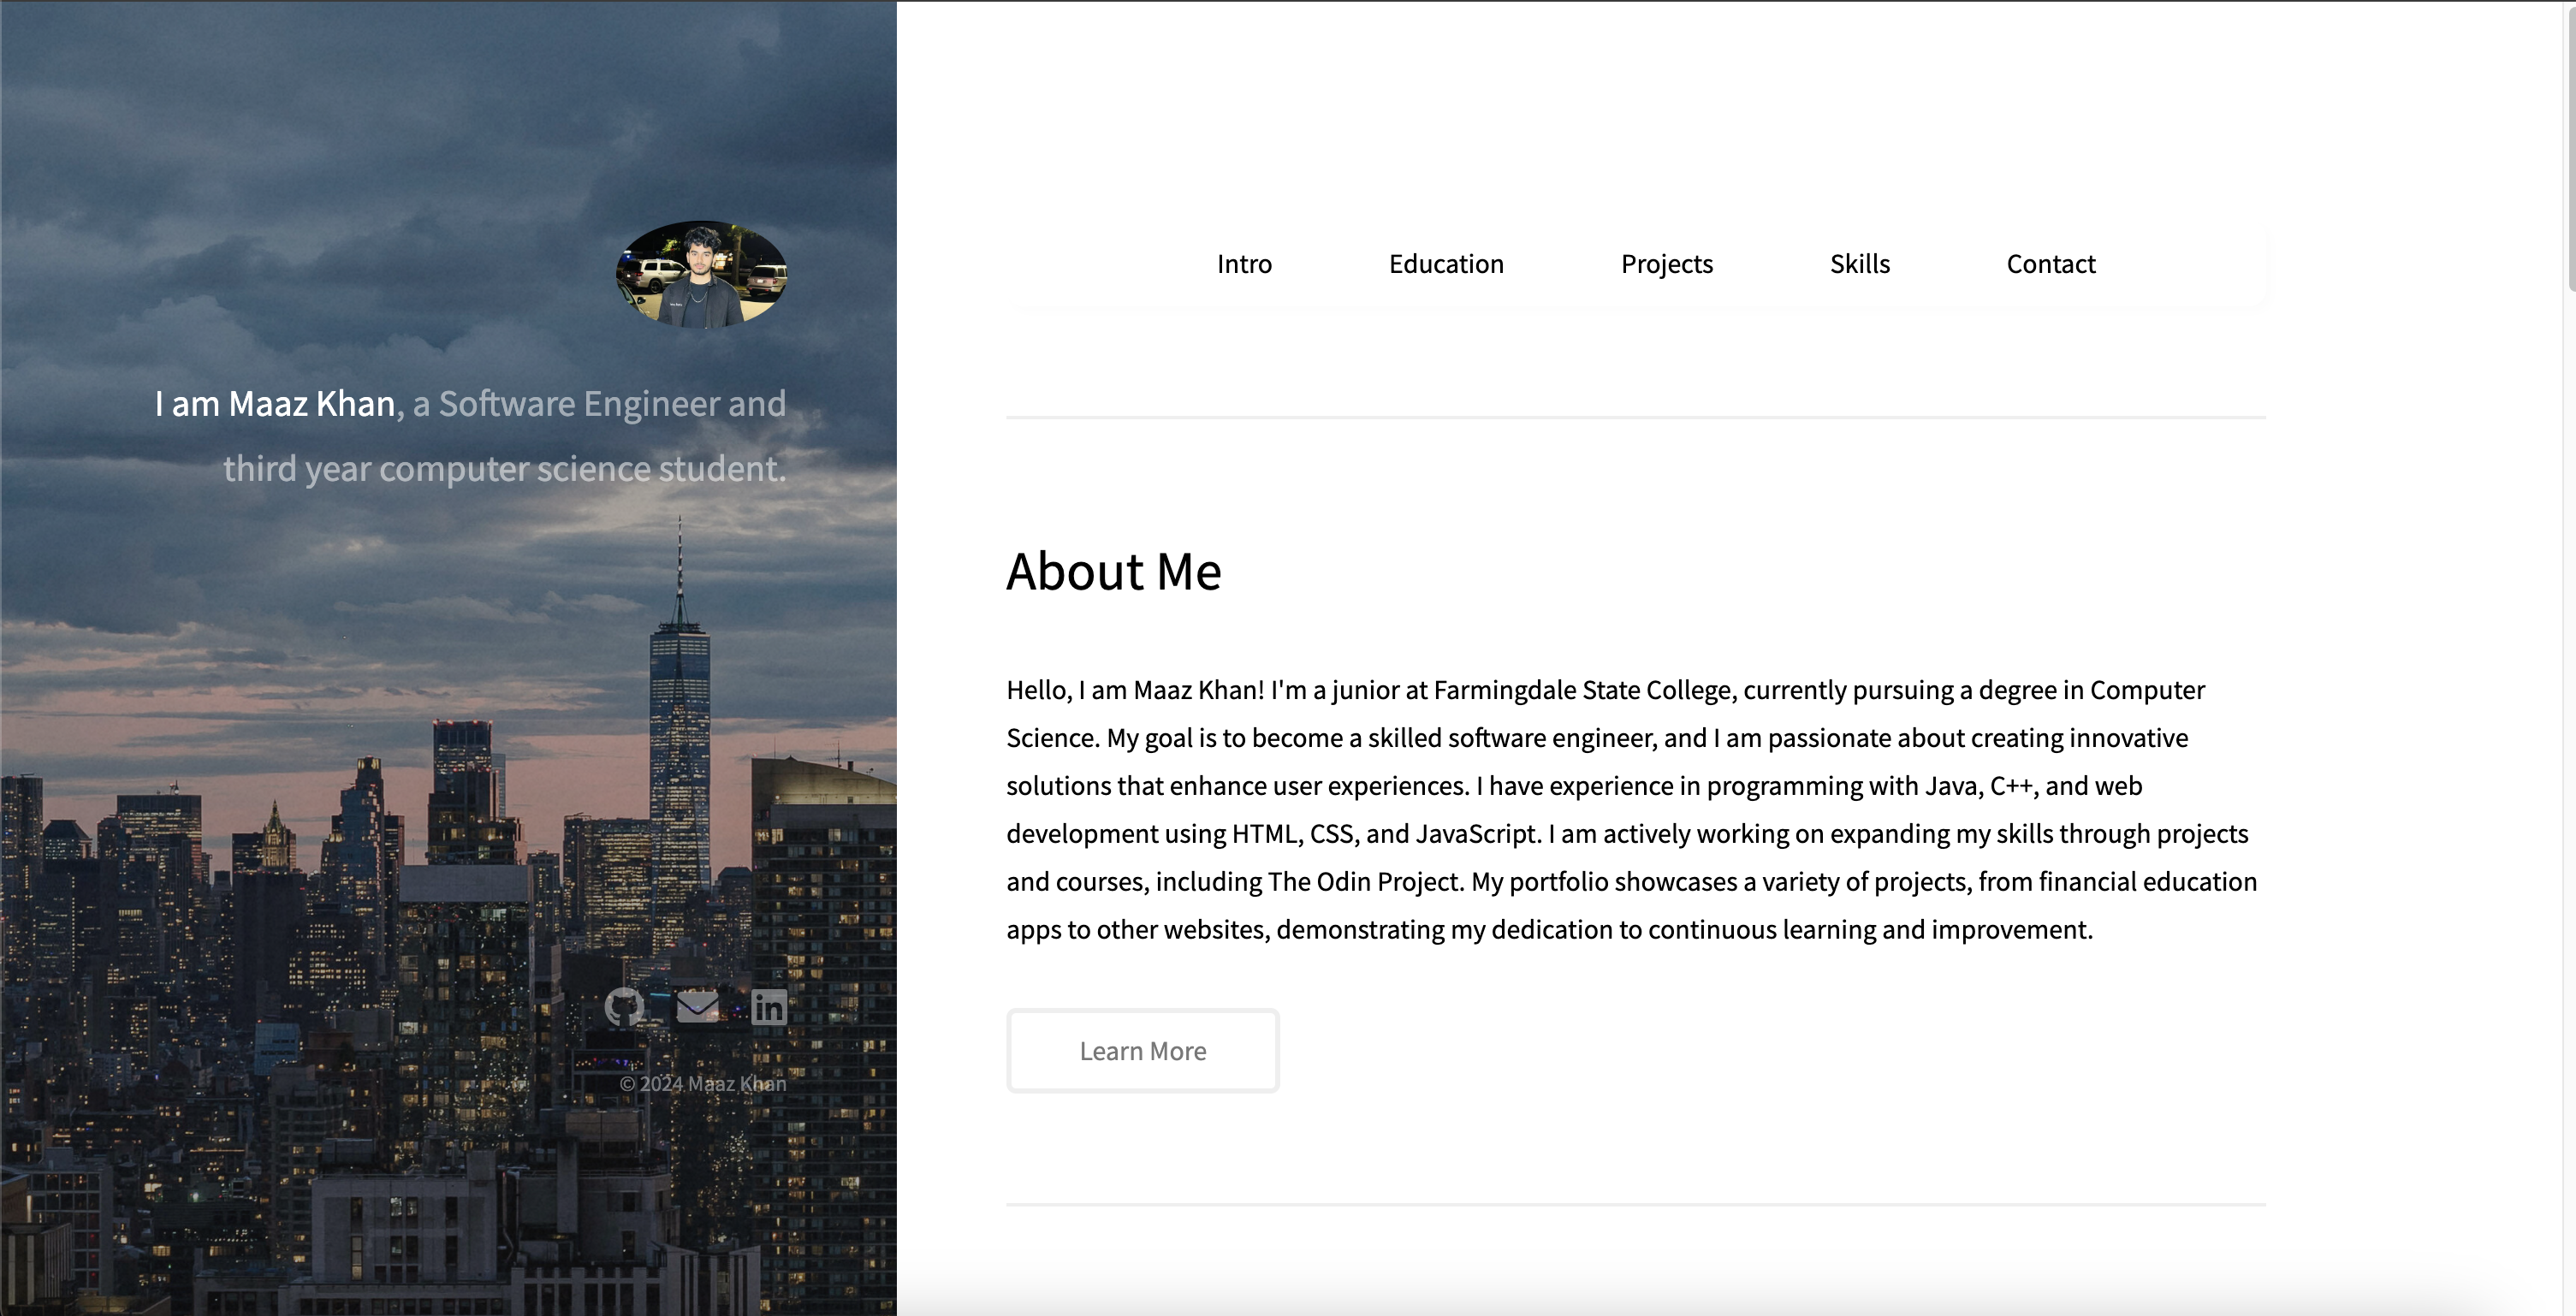 I am Maaz Khan, a Software Engineer and
third year computer science student.
in
© 2024 Maaz Khan
Intro Education Projects Skills Contact
About Me
Hello, I am Maaz Khan! I'm a junior at Farmingdale State College, currently pursuing a degree in Computer
Science. My goal is to become a skilled software engineer, and I am passionate about creating innovative
solutions that enhance user experiences. I have experience in programming with Java, C++, and web
development using HTML, CSS, and JavaScript. I am actively working on expanding my skills through projects
and courses, including The Odin Project. My portfolio showcases a variety of projects, from financial education
apps to other websites, demonstrating my dedication to continuous learning and improvement.
Learn More